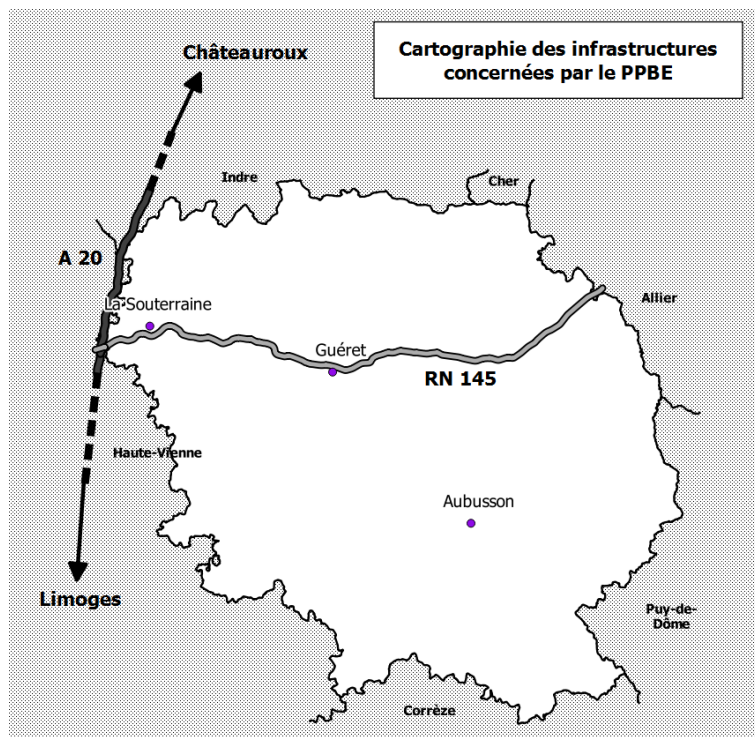 Châteauroux
Cartographie des infrastructures
concernées par le PPBE
Indre
Cher
A 20
Allier
La Souterraine
Guéret
RN 145
Haute-Vienne
Aubusson
Limoges
Puy-de-
Dôme
Corrèze